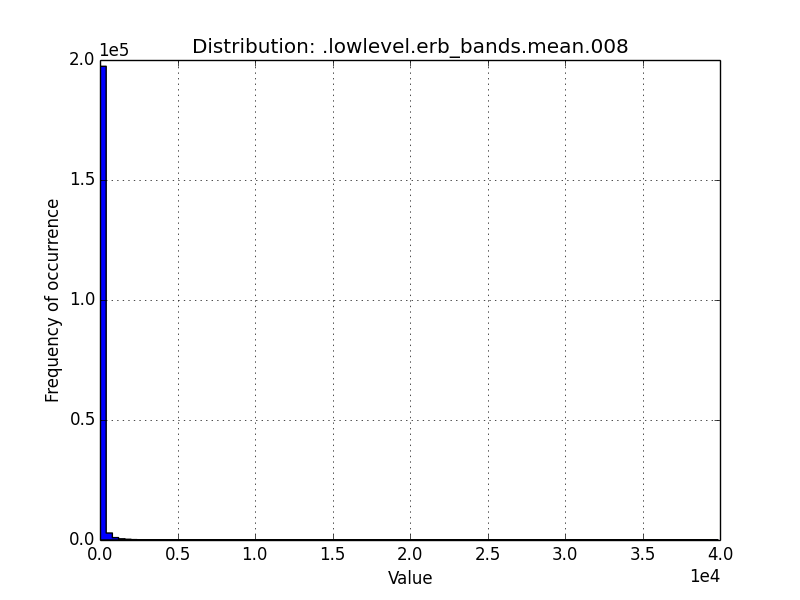 Distribution: .lowlevel.erb_bands.mean.008
1e5
2.0
1.5
1.0
0.5
0.0
Frequency of occurrence
0.0 0.5 1.0 1.5 2.0 2.5 3.0 3.5 4.0
Value
1e4